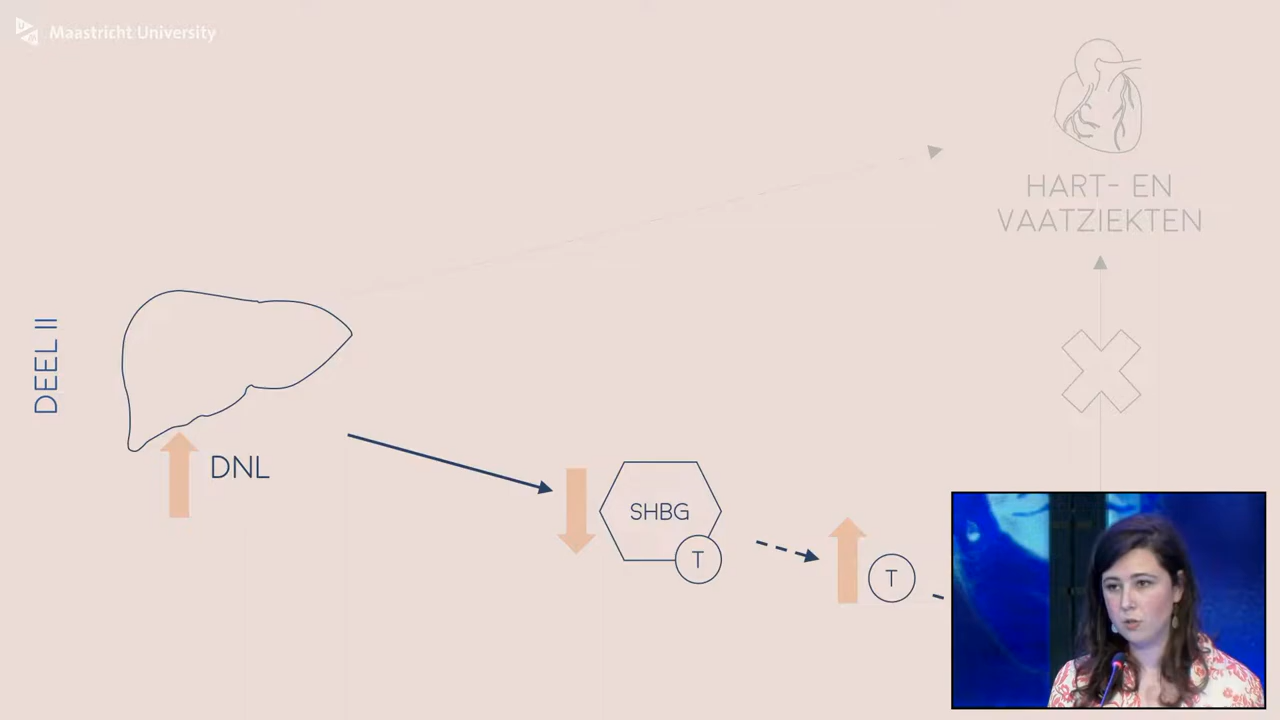 Maastricht University
HART- EN
VAATZIEKTEN
DEEL II
DNL
SHBG
T
T